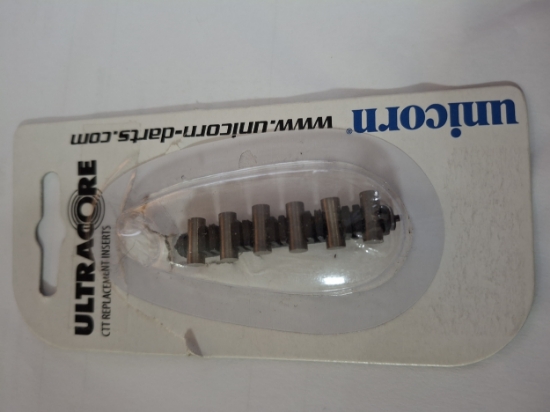 ULTRACORE
CTT REPLACEMENT INSERTS
www.unicorn-darts.com
unicorn®